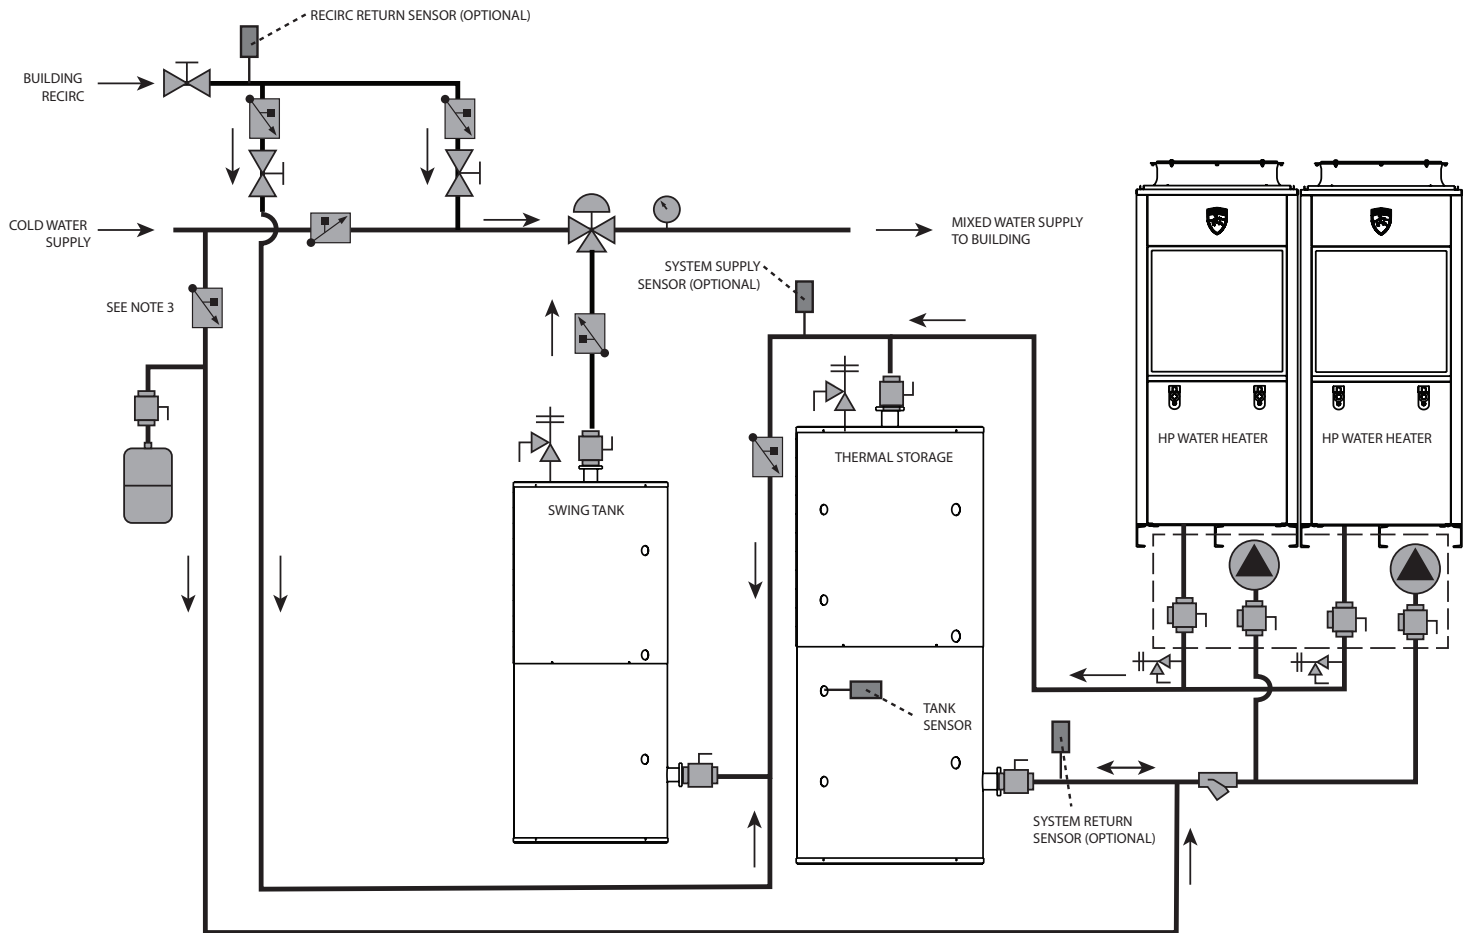 RECIRC RETURN SENSOR (OPTIONAL)
BUILDING
RECIRC
COLD WATER
SUPPLY
MIXED WATER SUPPLY
TO BUILDING
SYSTEM SUPPLY
SENSOR (OPTIONAL)
SEE NOTE 3
HP WATER HEATER
HP WATER HEATER
THERMAL STORAGE
SWING TANK
TANK
SENSOR
SYSTEM RETURN
SENSOR (OPTIONAL)